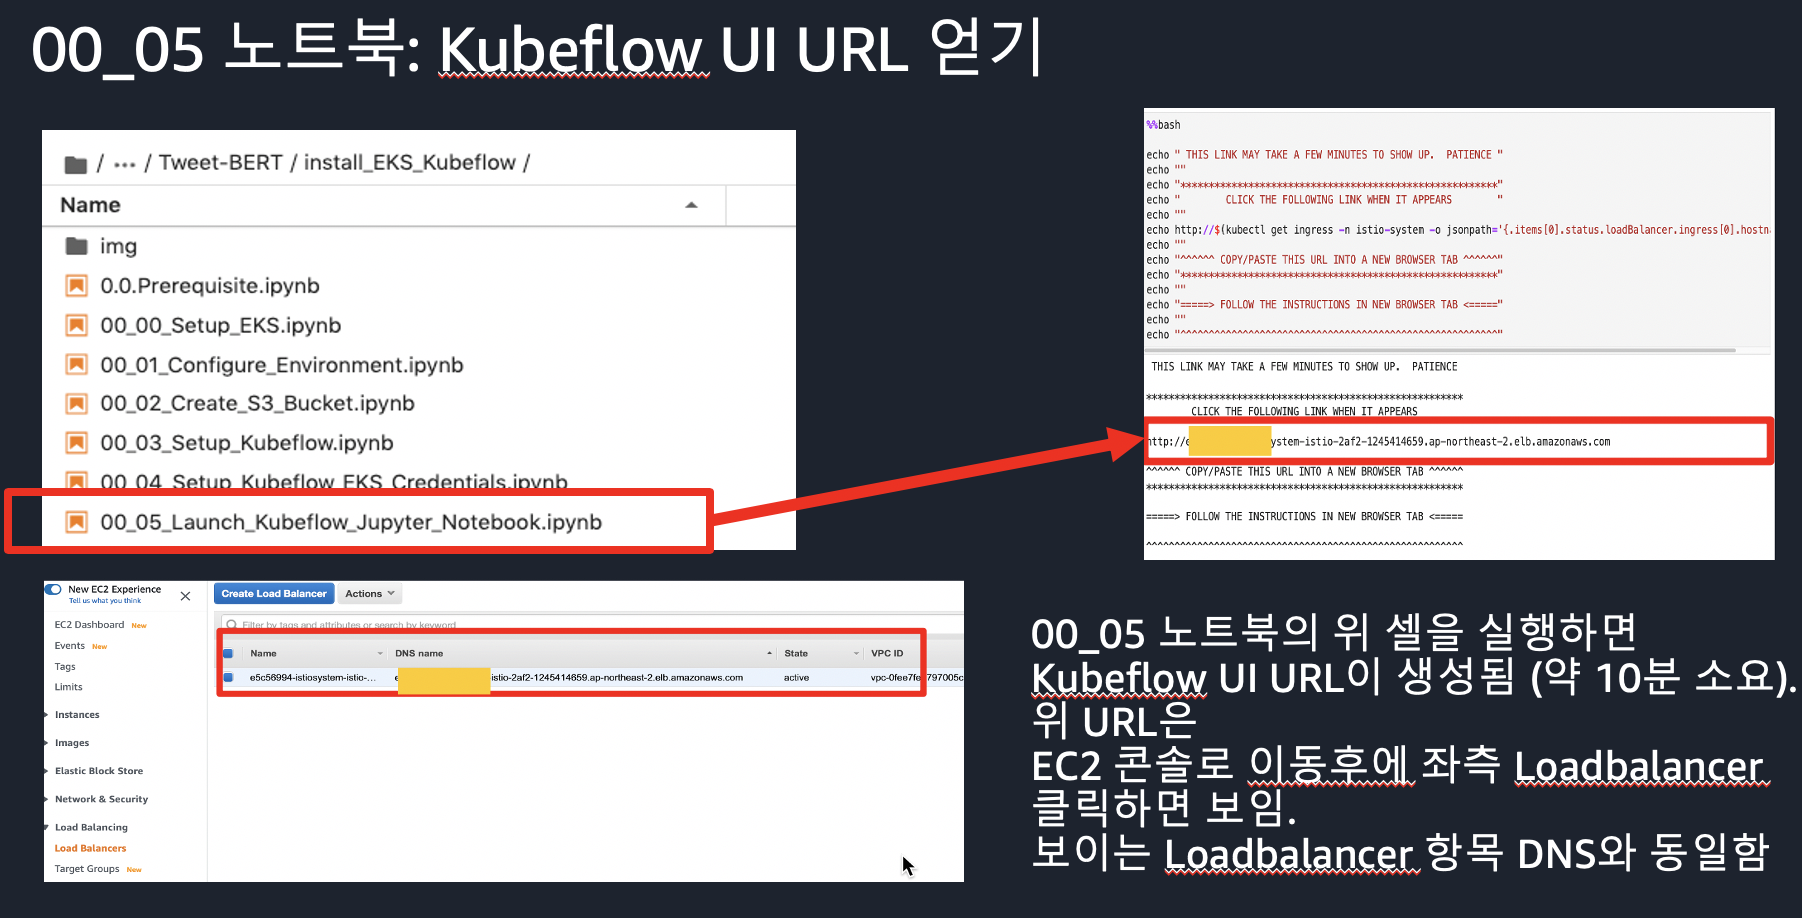 00_05 노트북: Kubeflow UI URL 얻기
/ ··· / Tweet-BERT / install_EKS_Kubeflow /
Name
img
0.0.Prerequisite.ipynb
00_00_Setup_EKS.ipynb
00_01_Configure_Environment.ipynb
00_02_Create_S3_Bucket.ipynb
00_03_Setup_Kubeflow.ipynb
00_04_Setup_Kubeflow_EKS_Credentials.ipynb
00_05_Launch_Kubeflow_Jupyter_Notebook.ipynb
%%bash
echo " THIS LINK MAY TAKE A FEW MINUTES TO SHOW UP.  PATIENCE "
echo ""
echo "********************************************************"
echo "        CLICK THE FOLLOWING LINK WHEN IT APPEARS        "
echo ""
echo http://$(kubectl get ingress -n istio-system -o jsonpath='{.items[0].status.loadBalancer.ingress[0].hostn
echo ""
echo "^^^^^^ COPY/PASTE THIS URL INTO A NEW BROWSER TAB ^^^^^^"
echo "********************************************************"
echo ""
echo "=====> FOLLOW THE INSTRUCTIONS IN NEW BROWSER TAB <====="
echo ""
echo "^^^^^^^^^^^^^^^^^^^^^^^^^^^^^^^^^^^^^^^^^^^^^^^^^^^^^^^^"
THIS LINK MAY TAKE A FEW MINUTES TO SHOW UP.  PATIENCE
********************************************************
CLICK THE FOLLOWING LINK WHEN IT APPEARS
http://e ystem-istio-2af2-1245414659.ap-northeast-2.elb.amazonaws.com
^^^^^^ COPY/PASTE THIS URL INTO A NEW BROWSER TAB ^^^^^^
********************************************************
=====> FOLLOW THE INSTRUCTIONS IN NEW BROWSER TAB <=====
^^^^^^^^^^^^^^^^^^^^^^^^^^^^^^^^^^^^^^^^^^^^^^^^^^^^^^^^
New EC2 Experience
Tell us what you think
EC2 Dashboard New
Events New
Tags
Limits
Instances
Images
Elastic Block Store
Network & Security
Load Balancing
Load Balancers
Target Groups New
Create Load Balancer Actions
Filter by tags and attributes or search by keyword
Name DNS name State VPC ID
e5c56994-istiosystem-istio-... e istio-2af2-1245414659.ap-northeast-2.elb.amazonaws.com active
00_05 노트북의 위 셀을 실행하면
Kubeflow UI URL이 생성됨 (약 10분 소요).
위 URL은
EC2 콘솔로 이동후에 좌측 Loadbalancer
클릭하면 보임.
보이는 Loadbalancer 항목 DNS와 동일함